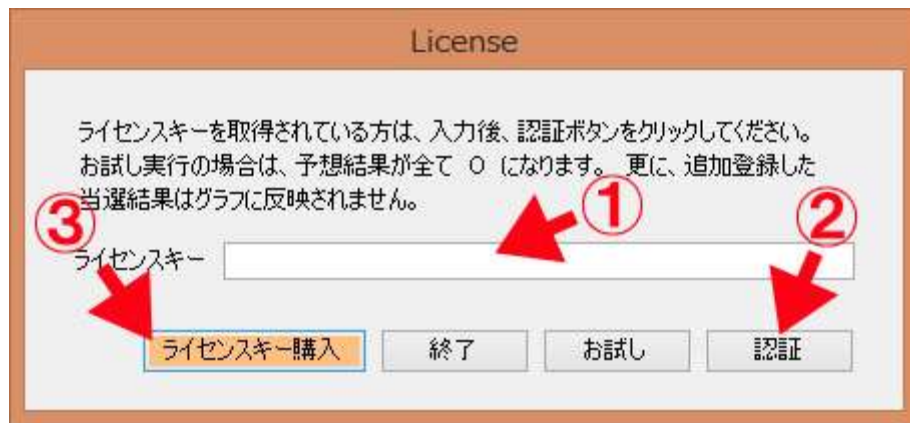 License
ライセンスキーを取得されている方は、入力後、認証ボタンをクリックしてください。
お試し実行の場合は、予想結果が全て 0 になります。 更に、追加登録した
当選結果はグラフに反映されません。
①
②
③
ライセンスキー
ライセンスキー購入 終了 お試し 認証